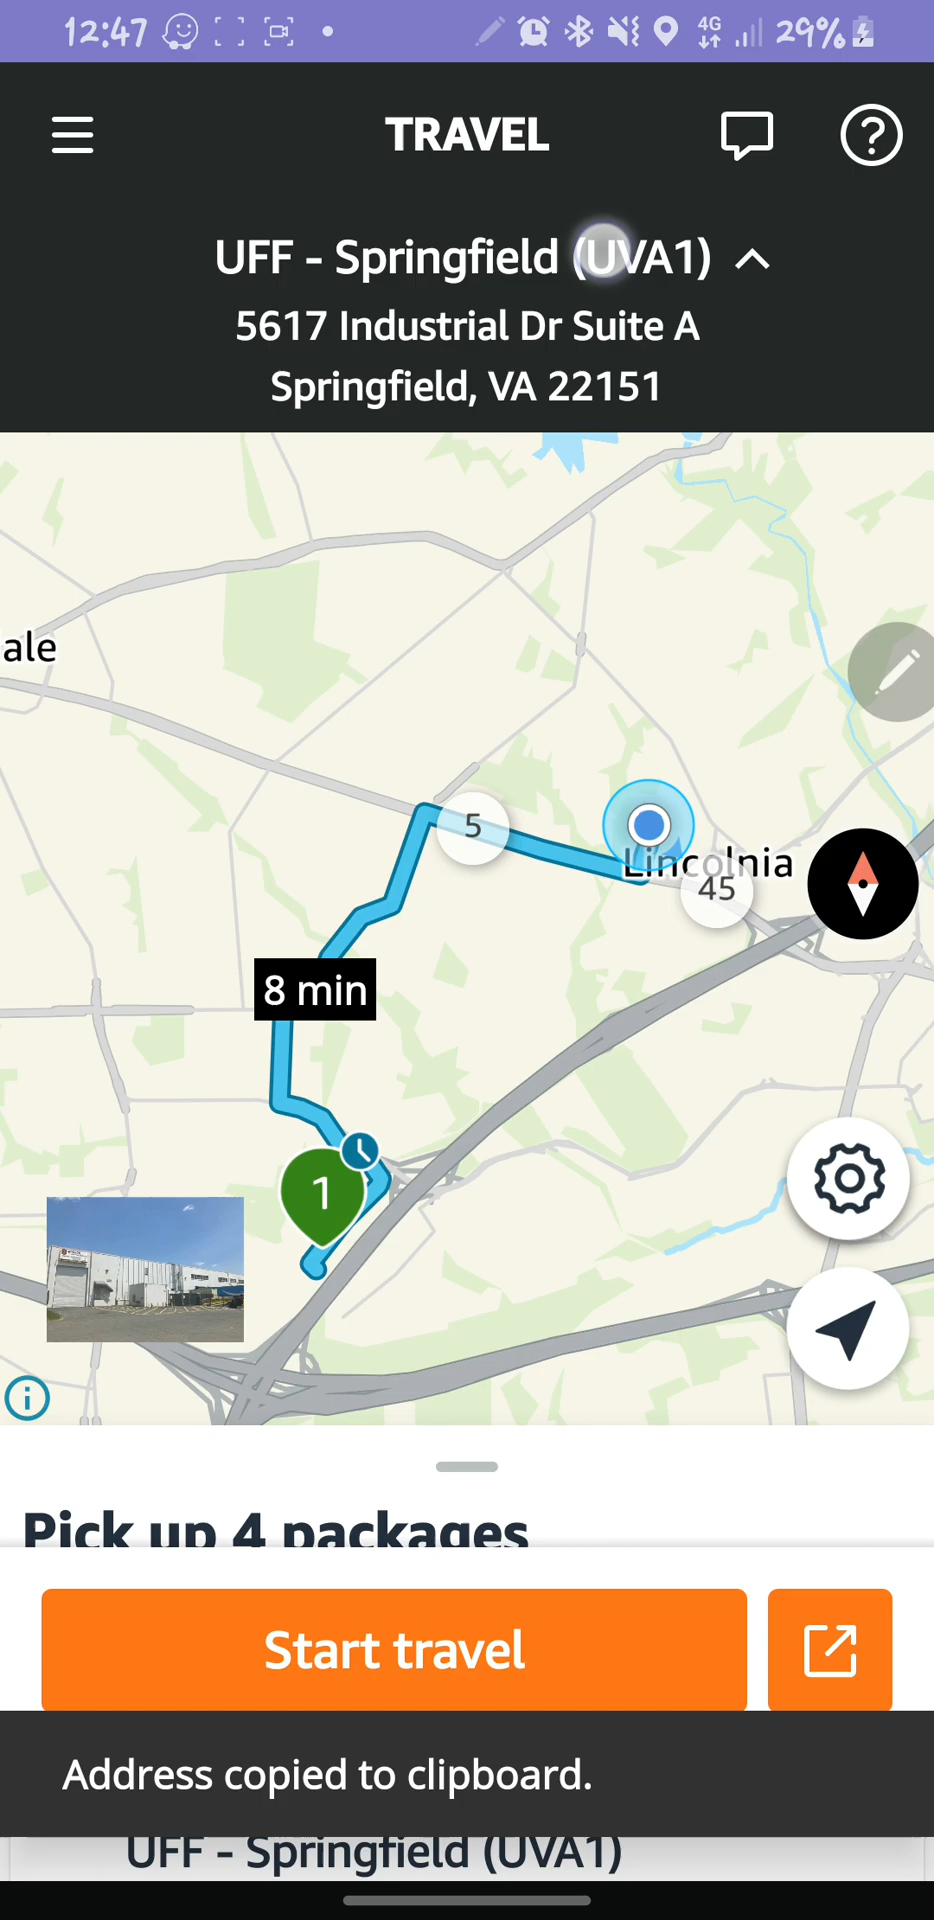 12:47
4G
29%
TRAVEL
UFF - Springfield (UVA1)
5617 Industrial Dr Suite A
Springfield, VA 22151
ale
5
Lincolnia
45
8 min
1
Pick up 4 packages
Start travel
Address copied to clipboard.
UFF - Springfield (UVA1)